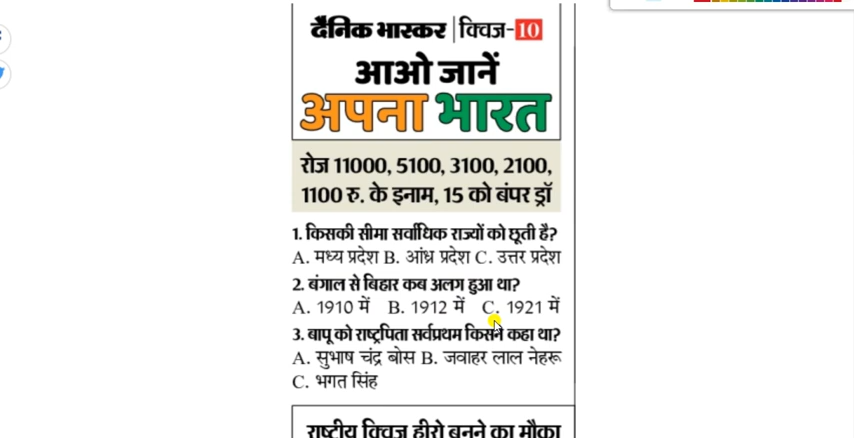 दैनिक भास्कर | क्विज-10
आओ जानें
अपना भारत
रोज 11000, 5100, 3100, 2100,
1100 रु. के इनाम, 15 को बंपर ड्रॉ
1. किसकी सीमा सर्वाधिक राज्यों को छूती है?
A. मध्य प्रदेश B. आंध्र प्रदेश C. उत्तर प्रदेश
2. बंगाल से बिहार कब अलग हुआ था?
A. 1910 में B. 1912 में C. 1921 में
3. बापू को राष्ट्रपिता सर्वप्रथम किसने कहा था?
A. सुभाष चंद्र बोस B. जवाहर लाल नेहरू
C. भगत सिंह
राष्ट्रीय क्विज हीरो बनने का मौका